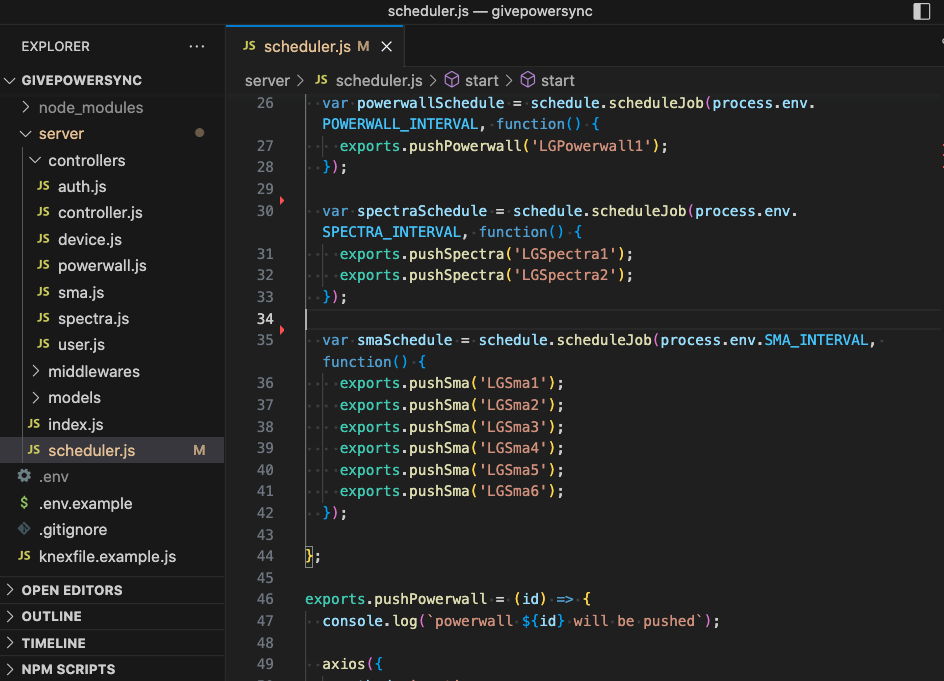 scheduler.js — givepowersync
EXPLORER
GIVEPOWERSYNC
node_modules
server
controllers
JS auth.js
JS controller.js
JS device.js
JS powerwall.js
JS sma.js
JS spectra.js
JS user.js
middlewares
models
JS index.js
JS scheduler.js M
.env
$ .env.example
.gitignore
JS knexfile.example.js
OPEN EDITORS
OUTLINE
TIMELINE
NPM SCRIPTS
JS scheduler.js M
server > JS scheduler.js > start > start
26 var powerwallSchedule = schedule.scheduleJob(process.env.
POWERWALL_INTERVAL, function() {
27 exports.pushPowerwall('LGPowerwall1');
28 });
29
30 var spectraSchedule = schedule.scheduleJob(process.env.
SPECTRA_INTERVAL, function() {
31 exports.pushSpectra('LGSpectra1');
32 exports.pushSpectra('LGSpectra2');
33 });
34
35 var smaSchedule = schedule.scheduleJob(process.env.SMA_INTERVAL,
function() {
36 exports.pushSma('LGSma1');
37 exports.pushSma('LGSma2');
38 exports.pushSma('LGSma3');
39 exports.pushSma('LGSma4');
40 exports.pushSma('LGSma5');
41 exports.pushSma('LGSma6');
42 });
43
44 };
45
46 exports.pushPowerwall = (id) => {
47 console.log(`powerwall ${id} will be pushed`);
48
49 axios({